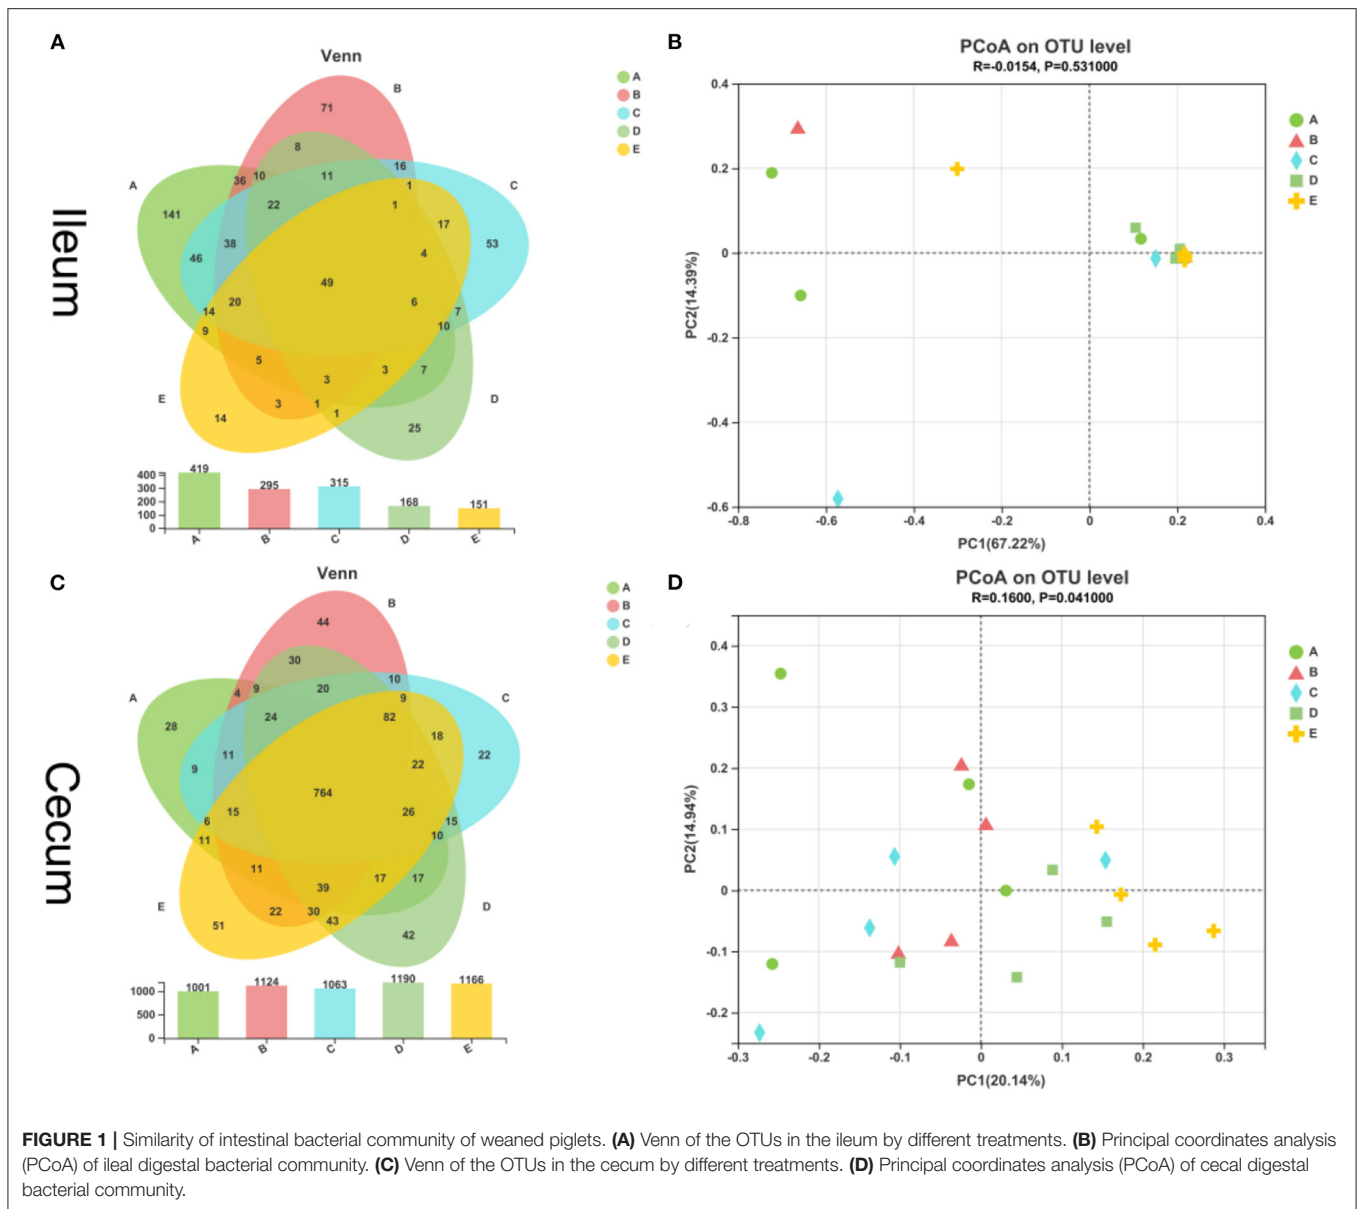 A
Venn
A
B
C
D
E
B
71
8
16
A
36
10
11
1
C
141
22
1
17
53
46
38
4
49
14
20
6
7
9
10
5
3
3
7
E
3
1
1
D
14
25
Ileum
400
300
200
100
0
419
295
315
168
151
A
B
C
D
E
B
PCoA on OTU level
R=-0.0154, P=0.531000
0.4
0.2
0
-0.2
-0.4
-0.6
-0.8
-0.6
-0.4
-0.2
0
0.2
0.4
PC1(67.22%)
PC2(14.39%)
A
B
C
D
E
C
Venn
A
B
C
D
E
B
44
30
10
A
4
9
20
9
C
28
24
82
18
22
9
11
22
764
6
15
26
15
11
10
11
39
17
17
E
22
30
43
D
51
42
Cecum
1000
500
0
1001
1124
1063
1190
1166
A
B
C
D
E
D
PCoA on OTU level
R=0.1600, P=0.041000
0.4
0.3
0.2
0.1
0
-0.1
-0.2
-0.3
-0.2
-0.1
0
0.1
0.2
0.3
PC1(20.14%)
PC2(14.94%)
A
B
C
D
E
FIGURE 1 | Similarity of intestinal bacterial community of weaned piglets. (A) Venn of the OTUs in the ileum by different treatments. (B) Principal coordinates analysis
(PCoA) of ileal digestal bacterial community. (C) Venn of the OTUs in the cecum by different treatments. (D) Principal coordinates analysis (PCoA) of cecal digestal
bacterial community.